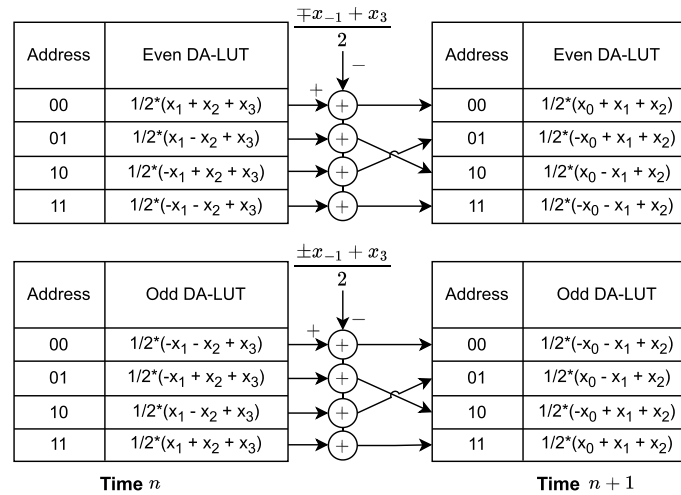 ∓x₋₁ + x₃
2
Address Even DA-LUT − Address Even DA-LUT
+
00 1/2*(x₁ + x₂ + x₃) + 00 1/2*(x₀ + x₁ + x₂)
01 1/2*(x₁ - x₂ + x₃) + 01 1/2*(-x₀ + x₁ + x₂)
10 1/2*(-x₁ + x₂ + x₃) + 10 1/2*(x₀ - x₁ + x₂)
11 1/2*(-x₁ - x₂ + x₃) + 11 1/2*(-x₀ - x₁ + x₂)
±x₋₁ + x₃
2
Address Odd DA-LUT Address Odd DA-LUT
+ −
00 1/2*(-x₁ - x₂ + x₃) + 00 1/2*(-x₀ - x₁ + x₂)
01 1/2*(-x₁ + x₂ + x₃) + 01 1/2*(x₀ - x₁ + x₂)
10 1/2*(x₁ - x₂ + x₃) + 10 1/2*(-x₀ + x₁ + x₂)
11 1/2*(x₁ + x₂ + x₃) + 11 1/2*(x₀ + x₁ + x₂)
Time n Time n + 1